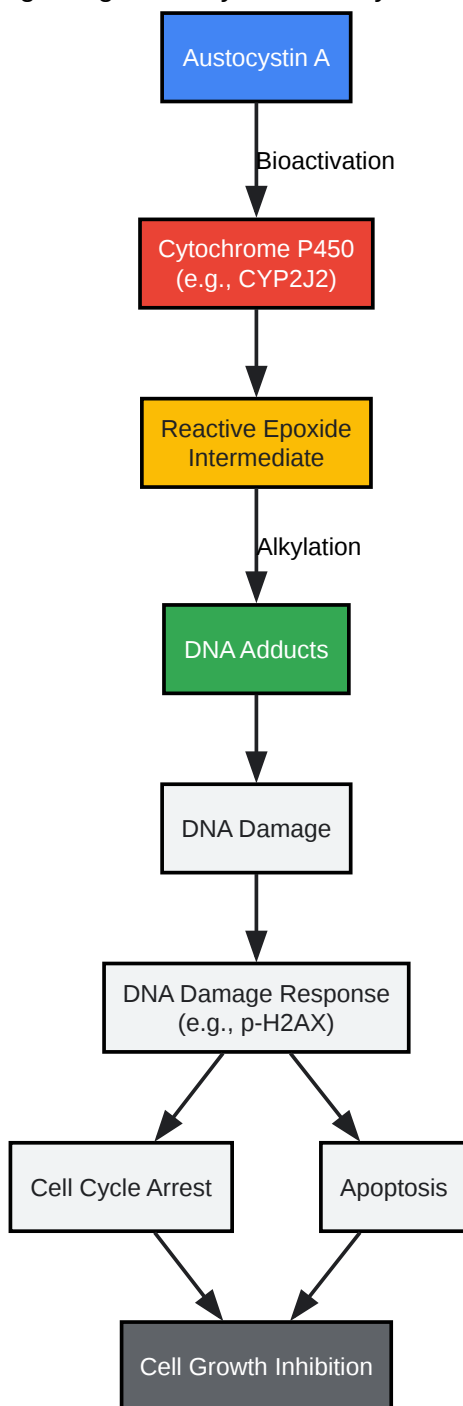 Austocystin A
Bioactivation
Cytochrome P450
(e.g., CYP2J2)
Reactive Epoxide
Intermediate
Alkylation
DNA Adducts
DNA Damage
DNA Damage Response
(e.g., p-H2AX)
Cell Cycle Arrest
Apoptosis
Cell Growth Inhibition